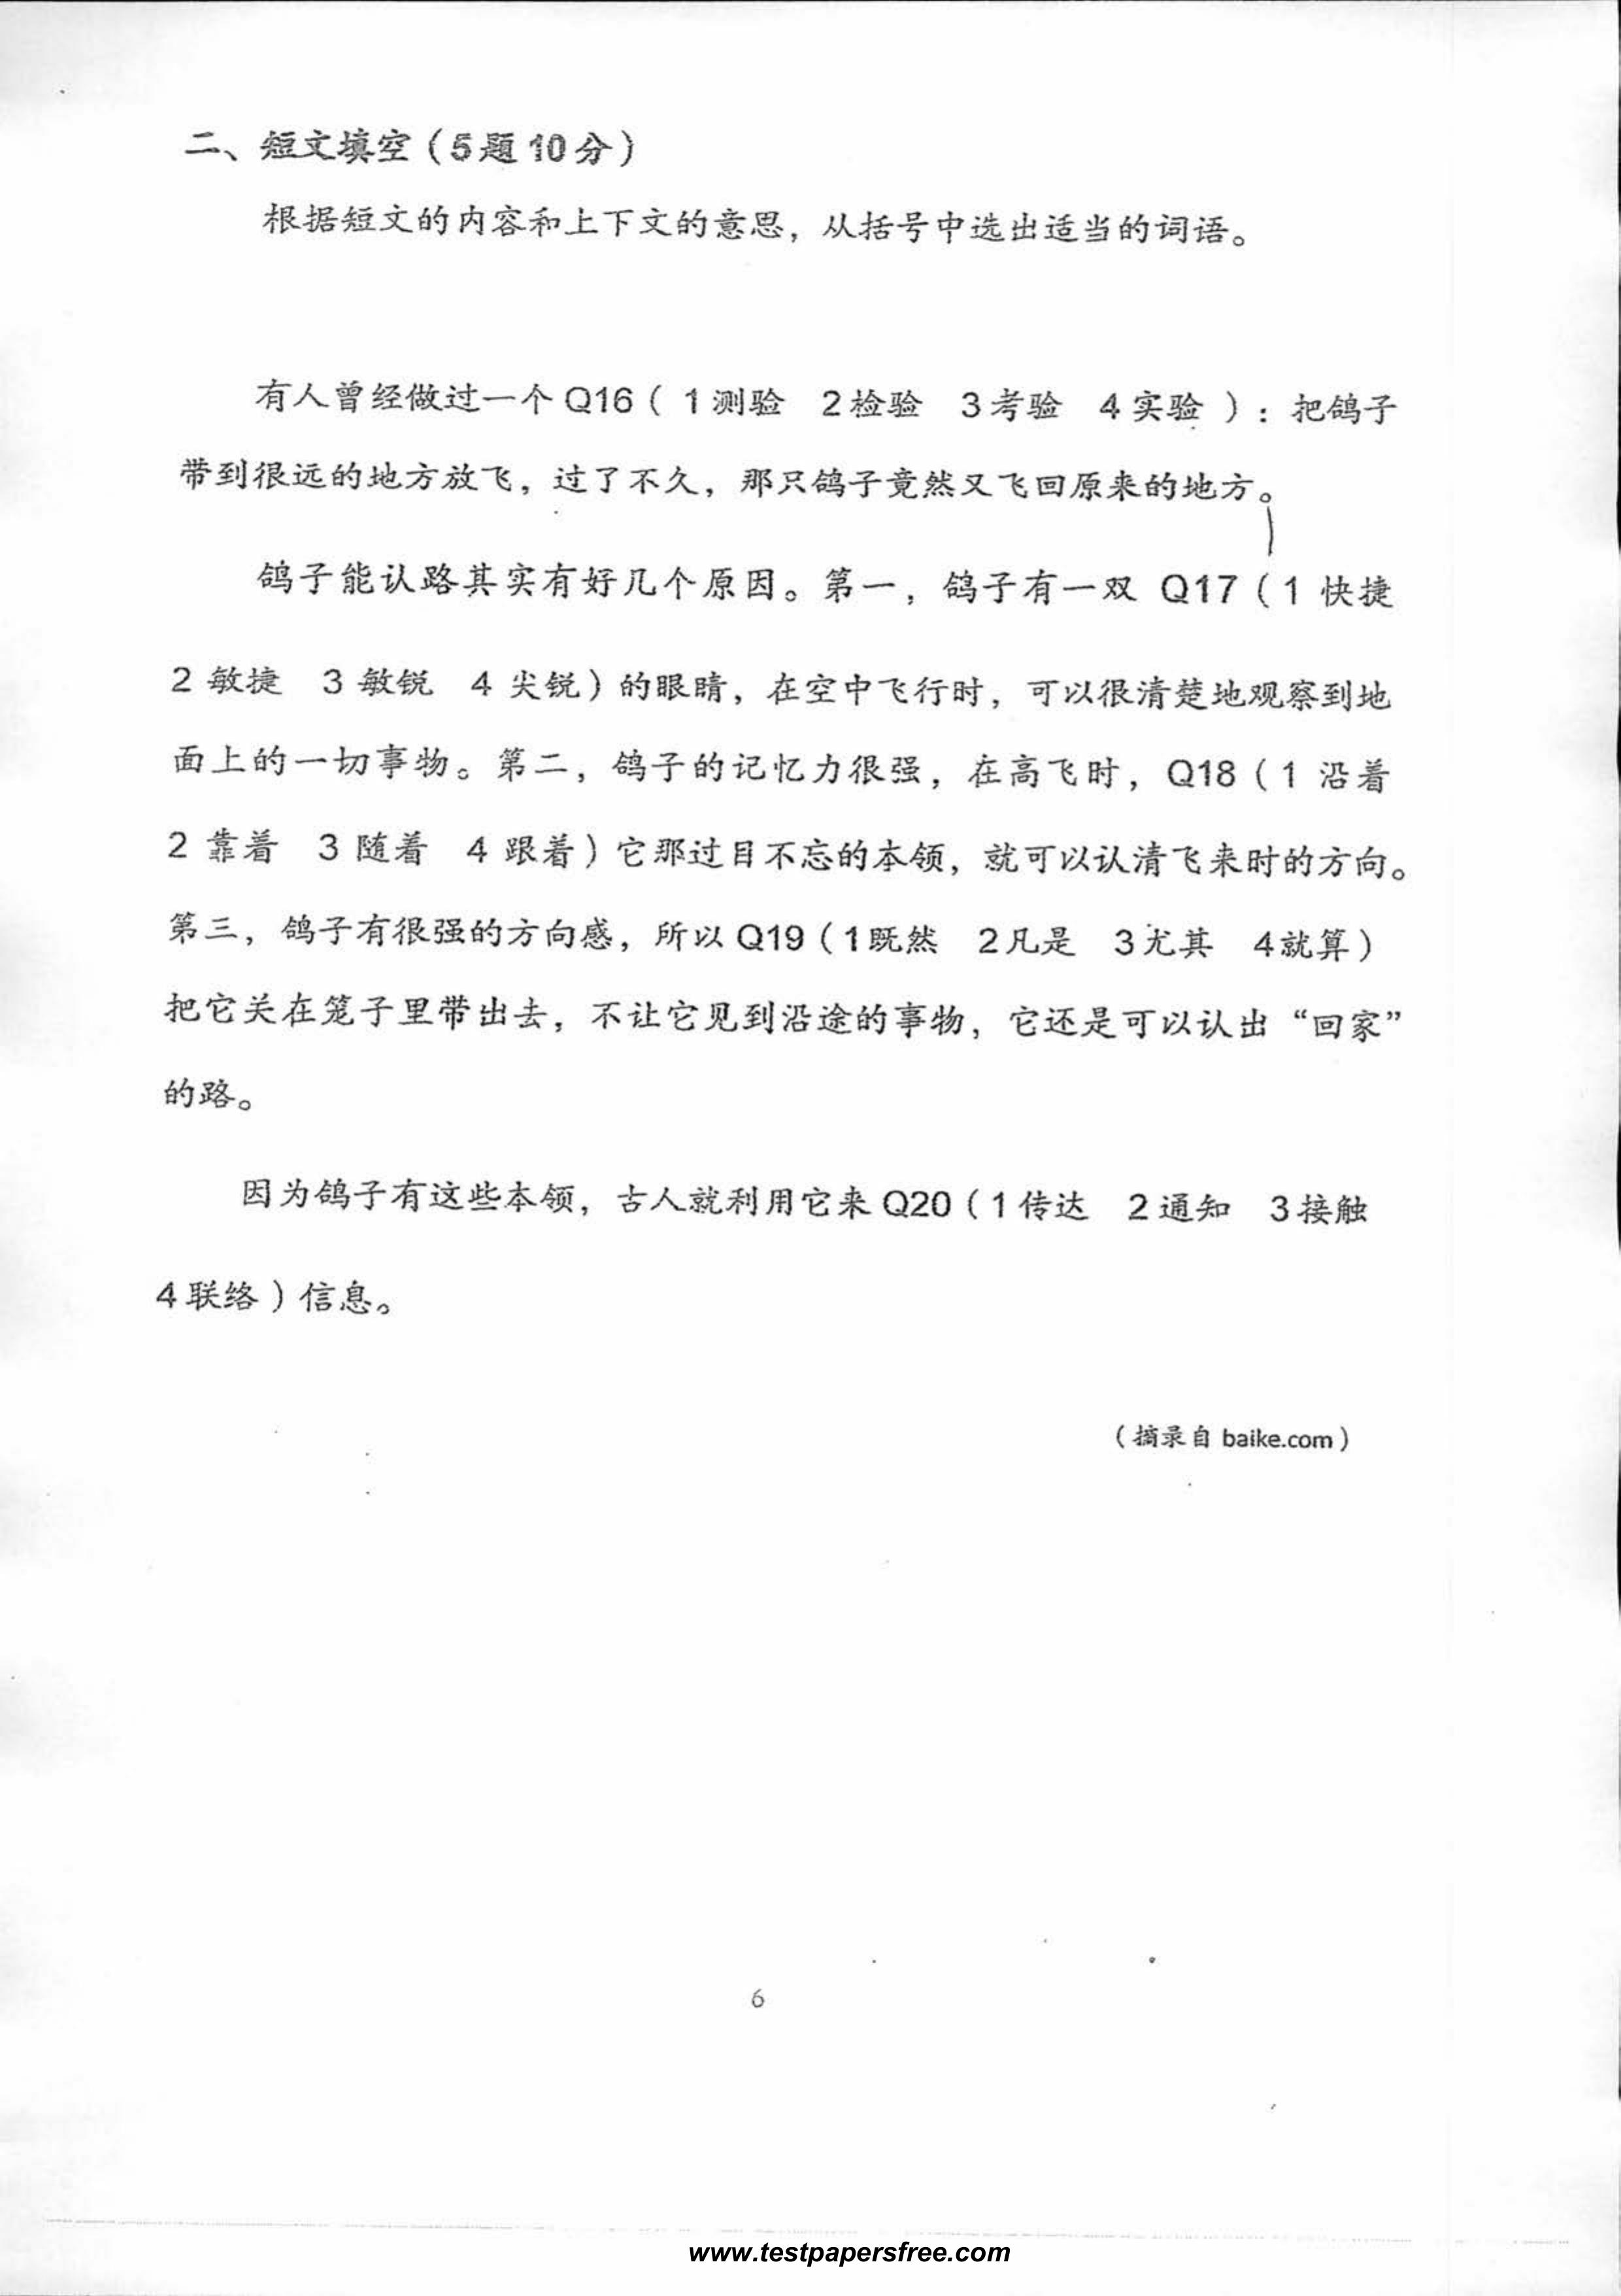 二、短文填空（5题10分）
根据短文的内容和上下文的意思，从括号中选出适当的词语。
有人曾经做过一个Q16（ 1测验 2检验 3考验 4实验 ）：把鸽子
带到很远的地方放飞，过了不久，那只鸽子竟然又飞回原来的地方。
鸽子能认路其实有好几个原因。第一，鸽子有一双 Q17（1 快捷
2 敏捷 3 敏锐 4 尖锐）的眼睛，在空中飞行时，可以很清楚地观察到地
面上的一切事物。第二，鸽子的记忆力很强，在高飞时，Q18（1 沿着
2 靠着 3 随着 4 跟着）它那过目不忘的本领，就可以认清飞来时的方向。
第三，鸽子有很强的方向感，所以Q19（1既然 2凡是 3尤其 4就算）
把它关在笼子里带出去，不让它见到沿途的事物，它还是可以认出“回家”
的路。
因为鸽子有这些本领，古人就利用它来Q20（1传达 2通知 3接触
4联络）信息。
（摘录自 baike.com）
6
www.testpapersfree.com